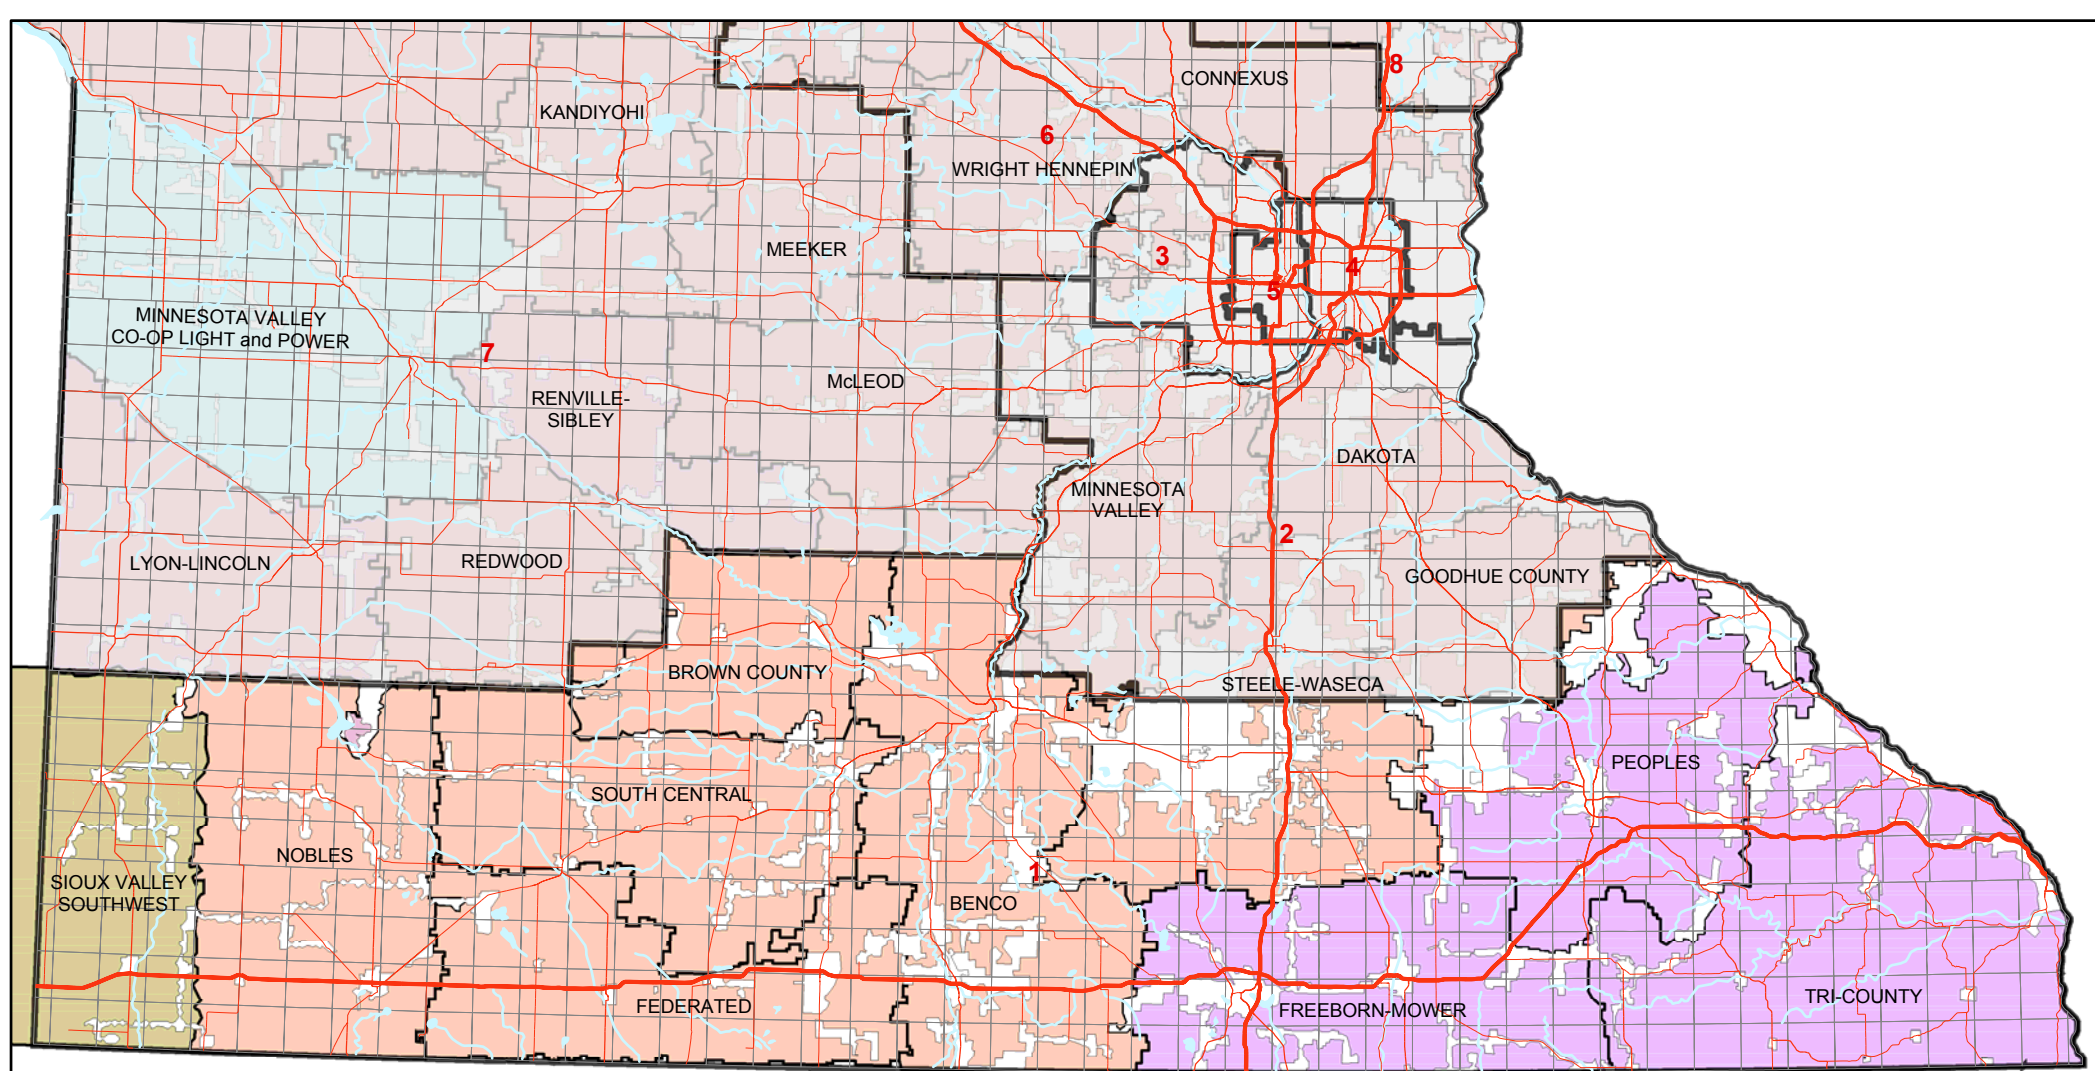 8
CONNEXUS
KANDIYOHI
6
WRIGHT HENNEPIN
MEEKER
3
4
5
MINNESOTA VALLEY
CO-OP LIGHT and POWER
7
McLEOD
RENVILLE-
SIBLEY
DAKOTA
MINNESOTA
VALLEY
2
LYON-LINCOLN
REDWOOD
GOODHUE COUNTY
BROWN COUNTY
STEELE-WASECA
PEOPLES
SOUTH CENTRAL
NOBLES
1
SIOUX VALLEY
SOUTHWEST
BENCO
TRI-COUNTY
FEDERATED
FREEBORN-MOWER